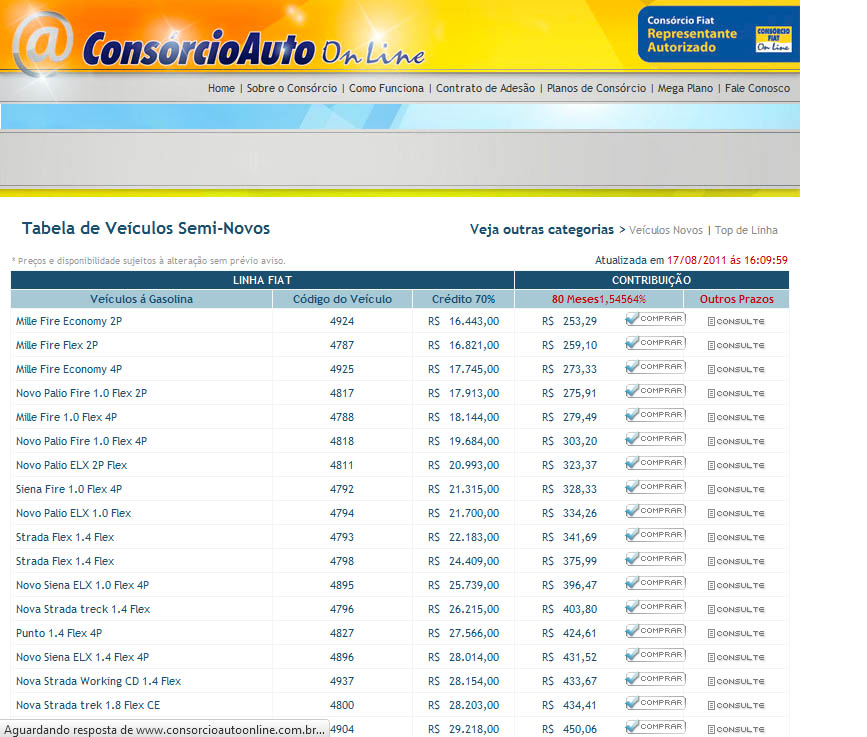 @ ConsórcioAuto On Line
Consórcio Fiat
Representante
Autorizado
CONSÓRCIO
FIAT
On Line
Home | Sobre o Consórcio | Como Funciona | Contrato de Adesão | Planos de Consórcio | Mega Plano | Fale Conosco
Tabela de Veículos Semi-Novos
Veja outras categorias > Veículos Novos | Top de Linha
* Preços e disponibilidade sujeitos à alteração sem prévio aviso.
Atualizada em 17/08/2011 ás 16:09:59
LINHA FIAT CONTRIBUIÇÃO
Veículos á Gasolina Código do Veículo Crédito 70% 80 Meses1,54564% Outros Prazos
Mille Fire Economy 2P 4924 R$ 16.443,00 R$ 253,29 COMPRAR CONSULTE
Mille Fire Flex 2P 4787 R$ 16.821,00 R$ 259,10 COMPRAR CONSULTE
Mille Fire Economy 4P 4925 R$ 17.745,00 R$ 273,33 COMPRAR CONSULTE
Novo Palio Fire 1.0 Flex 2P 4817 R$ 17.913,00 R$ 275,91 COMPRAR CONSULTE
Mille Fire 1.0 Flex 4P 4788 R$ 18.144,00 R$ 279,49 COMPRAR CONSULTE
Novo Palio Fire 1.0 Flex 4P 4818 R$ 19.684,00 R$ 303,20 COMPRAR CONSULTE
Novo Palio ELX 2P Flex 4811 R$ 20.993,00 R$ 323,37 COMPRAR CONSULTE
Siena Fire 1.0 Flex 4P 4792 R$ 21.315,00 R$ 328,33 COMPRAR CONSULTE
Novo Palio ELX 1.0 Flex 4794 R$ 21.700,00 R$ 334,26 COMPRAR CONSULTE
Strada Flex 1.4 Flex 4793 R$ 22.183,00 R$ 341,69 COMPRAR CONSULTE
Strada Flex 1.4 Flex 4798 R$ 24.409,00 R$ 375,99 COMPRAR CONSULTE
Novo Siena ELX 1.0 Flex 4P 4895 R$ 25.739,00 R$ 396,47 COMPRAR CONSULTE
Nova Strada treck 1.4 Flex 4796 R$ 26.215,00 R$ 403,80 COMPRAR CONSULTE
Punto 1.4 Flex 4P 4827 R$ 27.566,00 R$ 424,61 COMPRAR CONSULTE
Novo Siena ELX 1.4 Flex 4P 4896 R$ 28.014,00 R$ 431,52 COMPRAR CONSULTE
Nova Strada Working CD 1.4 Flex 4937 R$ 28.154,00 R$ 433,67 COMPRAR CONSULTE
Nova Strada trek 1.8 Flex CE 4800 R$ 28.203,00 R$ 434,41 COMPRAR CONSULTE
Aguardando resposta de www.consorcioautoonline.com.br... 4904 R$ 29.218,00 R$ 450,06 COMPRAR CONSULTE